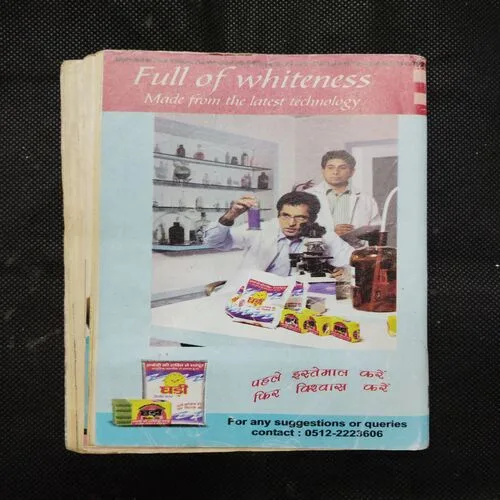 Full of whiteness
Made from the latest technology
घड़ी
पहले इस्तेमाल करें
फिर विश्वास करें
For any suggestions or queries
contact : 0512-2223606